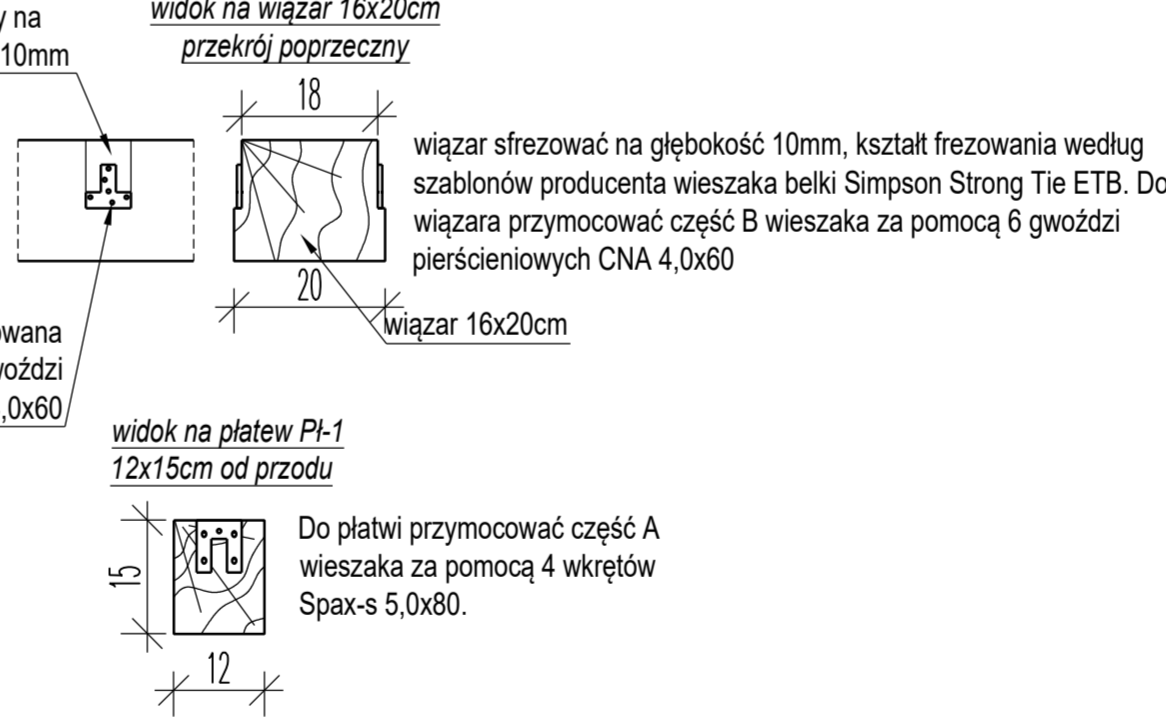 y na
10mm
widok na wiązar 16x20cm
przekrój poprzeczny
18
wiązar sfrezować na głębokość 10mm, kształt frezowania według
szablonów producenta wieszaka belki Simpson Strong Tie ETB. Do
wiązara przymocować część B wieszaka za pomocą 6 gwoździ
pierścieniowych CNA 4,0x60
20
wiązar 16x20cm
owana
woździ
,0x60
widok na płatew Pł-1
12x15cm od przodu
15
Do płatwi przymocować część A
wieszaka za pomocą 4 wkrętów
Spax-s 5,0x80.
12